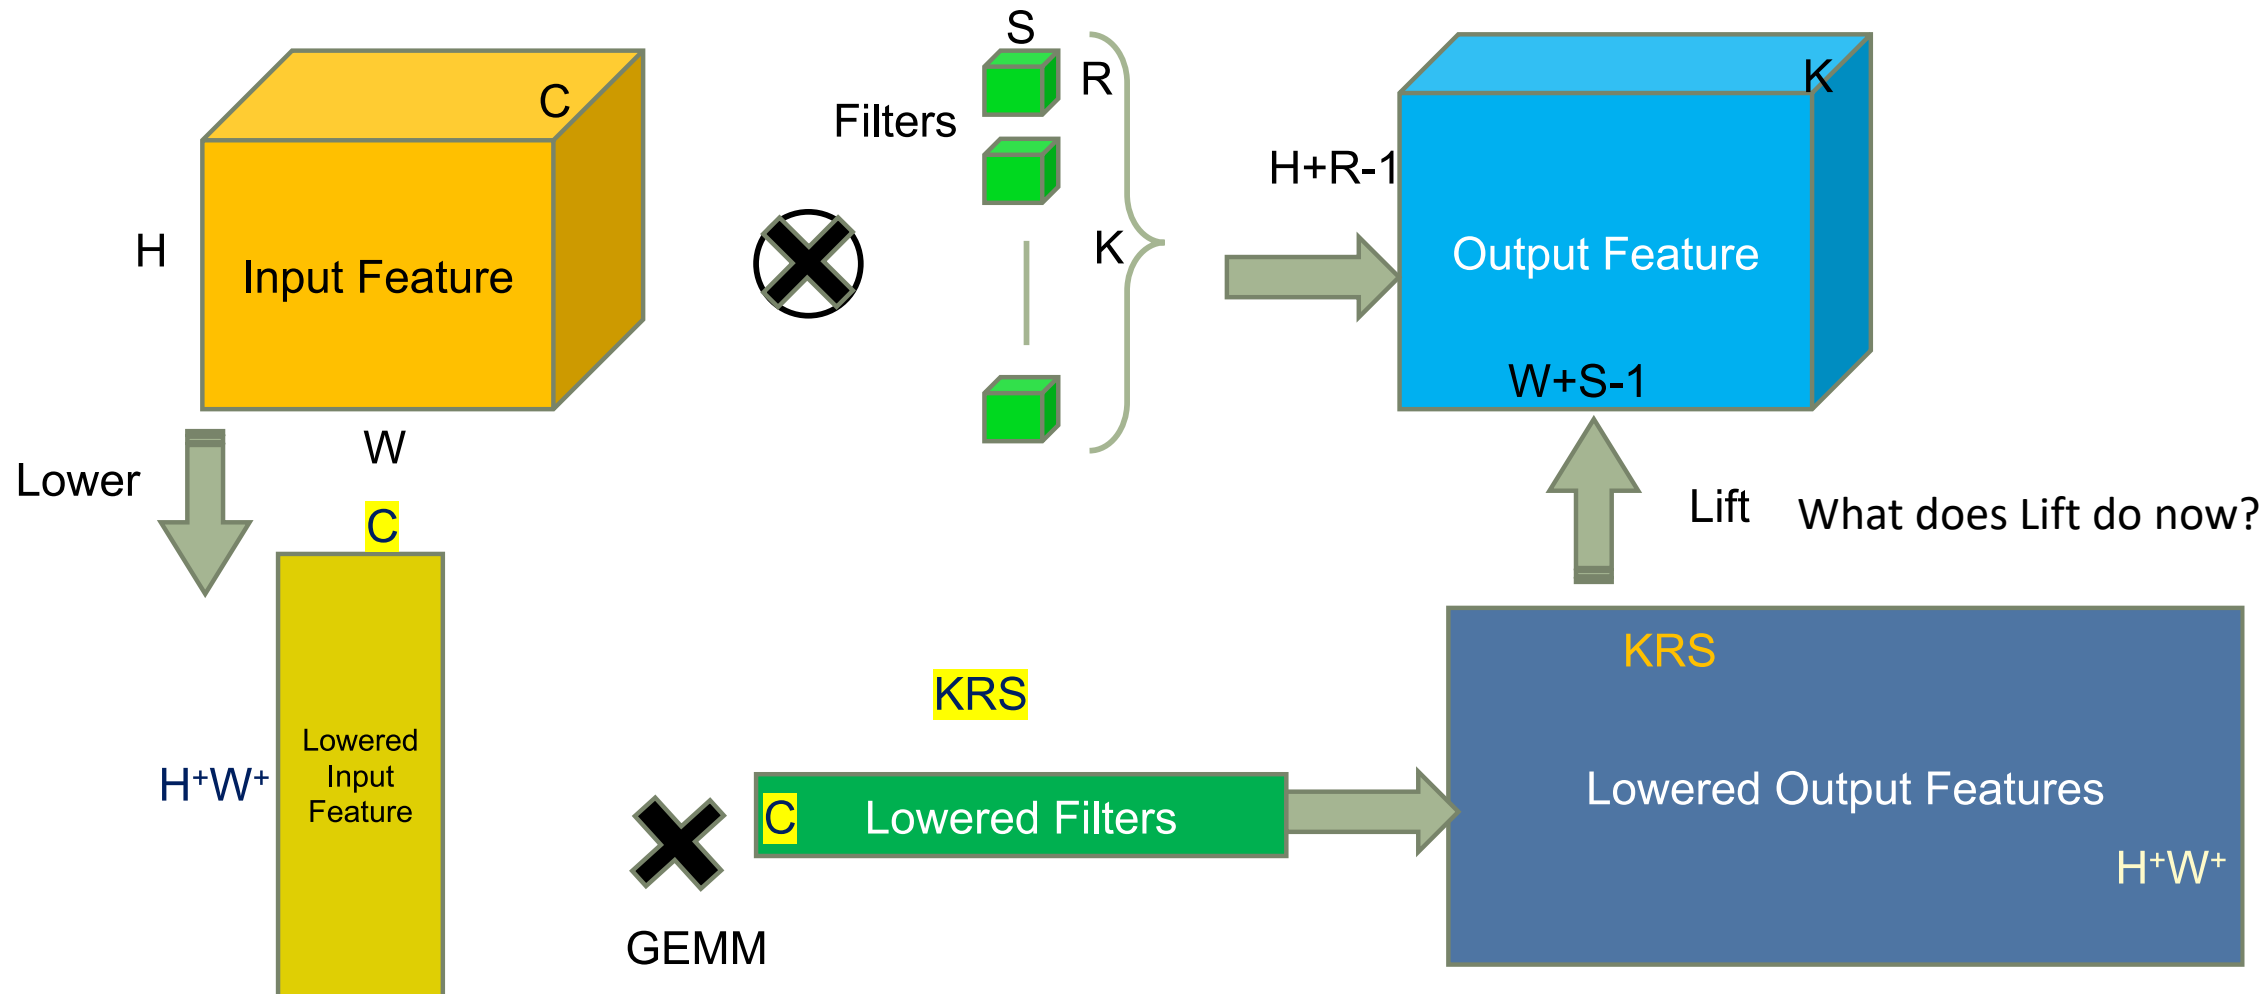 S
R
C
K
Filters
H+R-1
H
Input Feature
K
Output Feature
W+S-1
W
Lower
C
Lift
What does Lift do now?
KRS
KRS
Lowered
Input
Feature
H⁺W⁺
C
Lowered Filters
Lowered Output Features
H⁺W⁺
GEMM